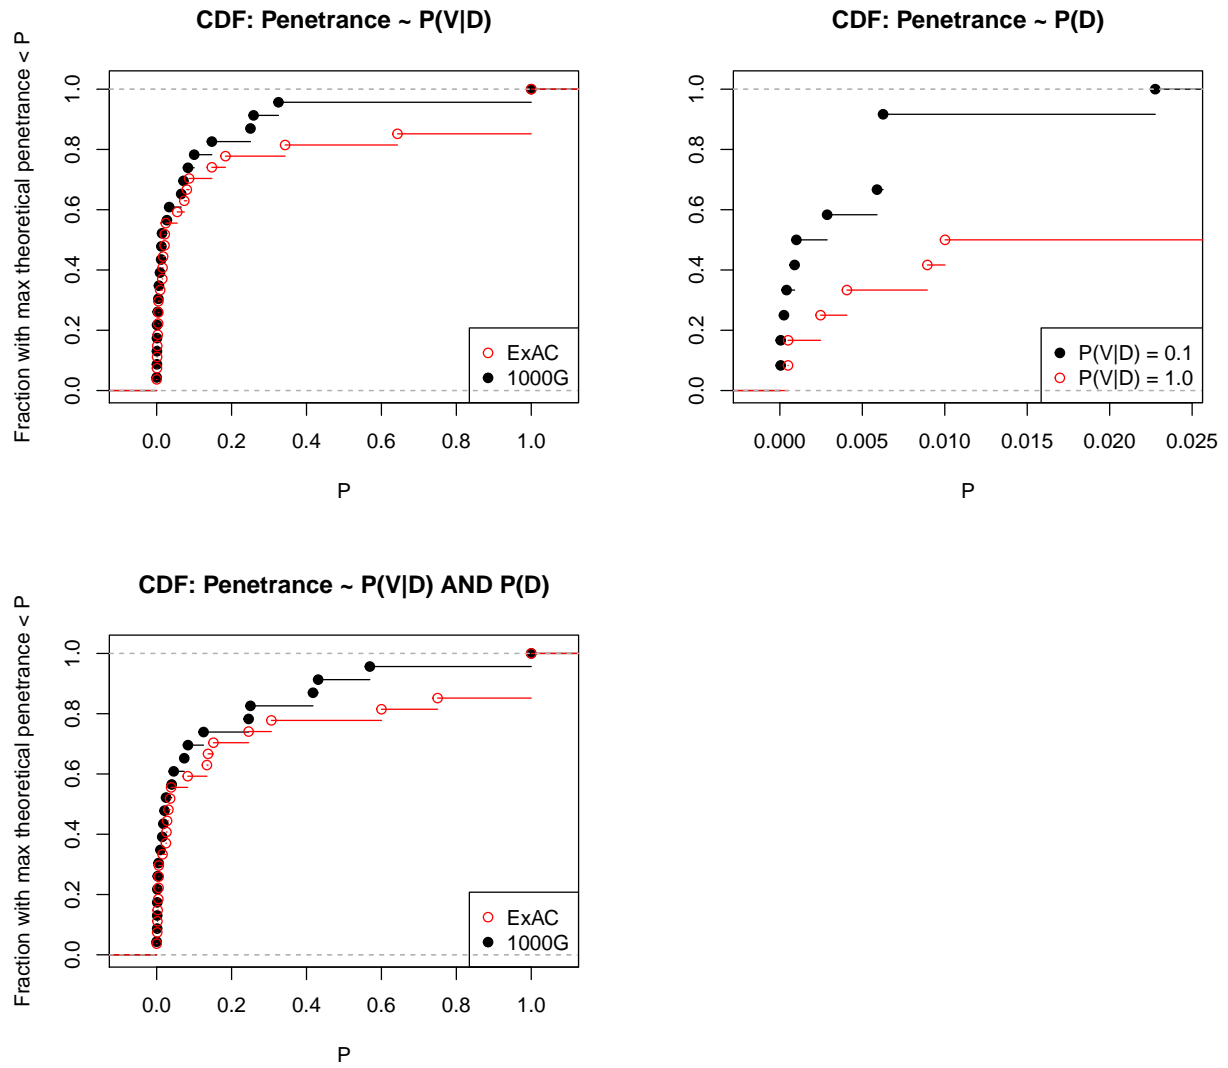 CDF: Penetrance ~ P(V|D)
Fraction with max theoretical penetrance < P
1.0
0.8
0.6
0.4
0.2
0.0
ExAC
1000G
0.0 0.2 0.4 0.6 0.8 1.0
P
CDF: Penetrance ~ P(D)
1.0
0.8
0.6
0.4
0.2
0.0
P(V|D) = 0.1
P(V|D) = 1.0
0.000 0.005 0.010 0.015 0.020 0.025
P
CDF: Penetrance ~ P(V|D) AND P(D)
Fraction with max theoretical penetrance < P
1.0
0.8
0.6
0.4
0.2
0.0
ExAC
1000G
0.0 0.2 0.4 0.6 0.8 1.0
P